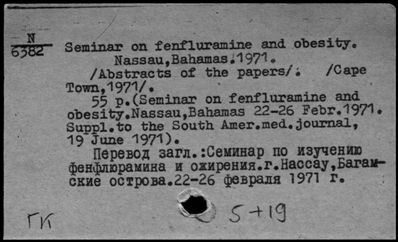 N
6382
Seminar on fenfluramine and obesity.
Nassau,Bahamas.1971.
/Abstracts of the papers/. /Cape
Town,1971/.
55 p.(Seminar on fenfluramine and
obesity.Nassau,Bahamas 22-26 Febr.1971.
Suppl.to the South Amer.med.journal,
19 June 1971).
Перевод загл.:Семинар по изучению
фенфлюрамина и ожирения.г.Нассау,Багам-
ские острова.22-26 февраля 1971 г.
ГК
5+19